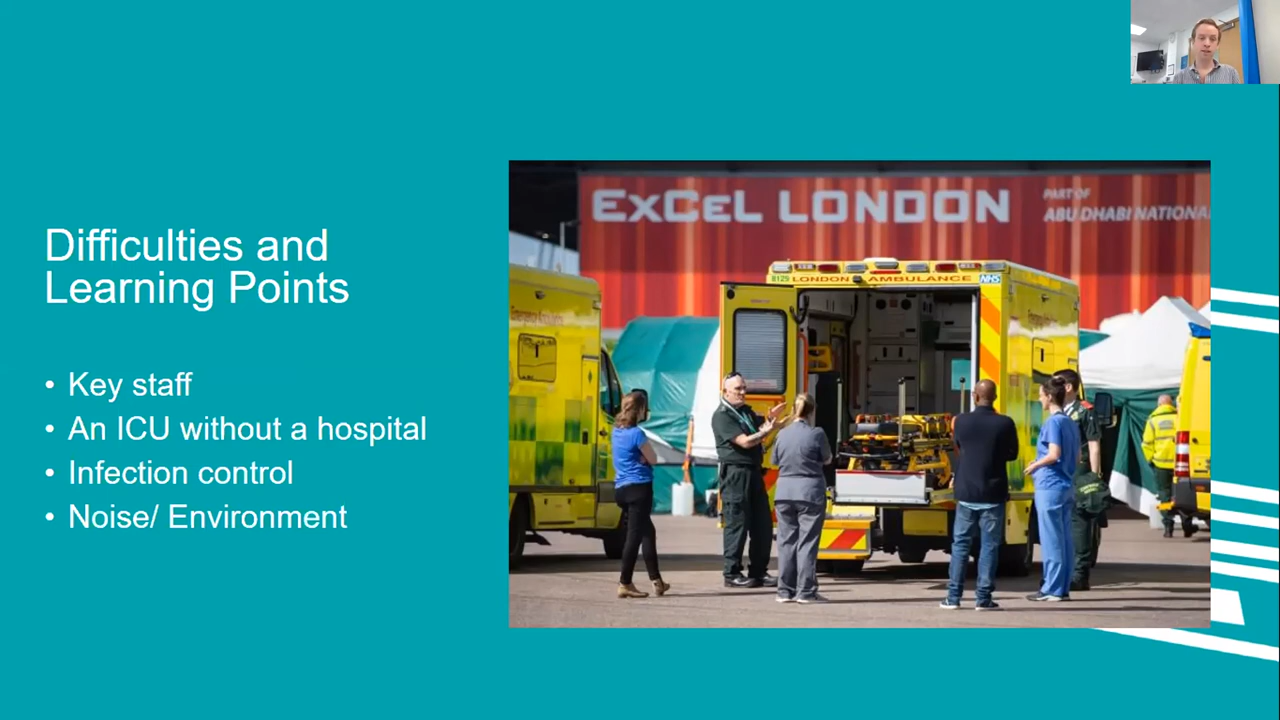 Difficulties and
Learning Points
• Key staff
• An ICU without a hospital
• Infection control
• Noise/ Environment
ExCeL LONDON
PART OF
ABU DHABI NATIONA
LONDON AMBULANCE
NHS